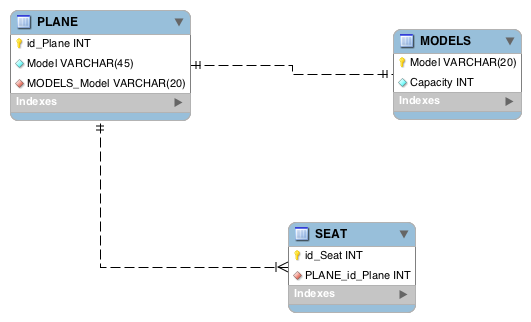 PLANE
id_Plane INT
Model VARCHAR(45)
MODELS_Model VARCHAR(20)
Indexes
MODELS
Model VARCHAR(20)
Capacity INT
Indexes
SEAT
id_Seat INT
PLANE_id_Plane INT
Indexes